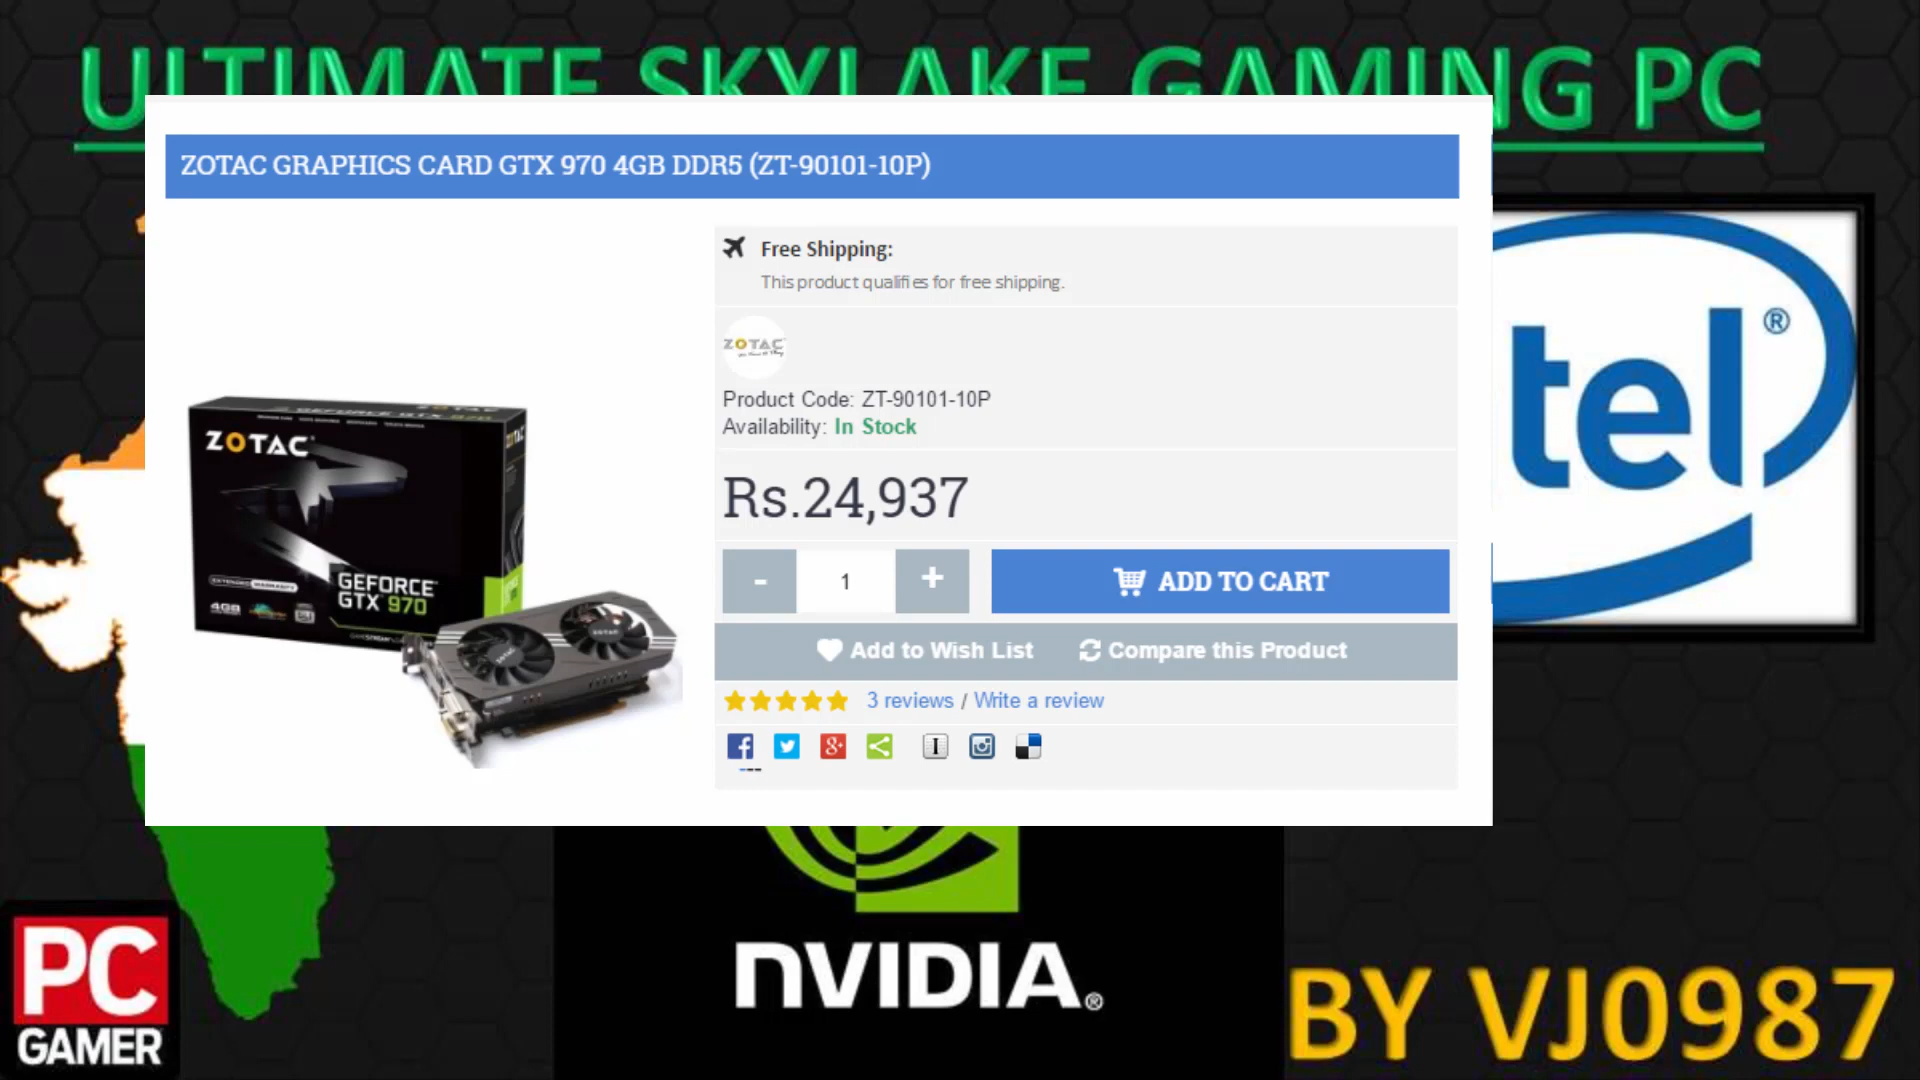 ULTIMATE SKYLAKE GAMING PC
ZOTAC GRAPHICS CARD GTX 970 4GB DDR5 (ZT-90101-10P)
Free Shipping:
This product qualifies for free shipping.
ZOTAC
Product Code: ZT-90101-10P
Availability: In Stock
Rs.24,937
- 1 + ADD TO CART
Add to Wish List Compare this Product
3 reviews / Write a review
ZOTAC
EXTENDED WARRANTY
GEFORCE
GTX 970
4GB
tel®
NVIDIA®
PC
GAMER
BY VJ0987